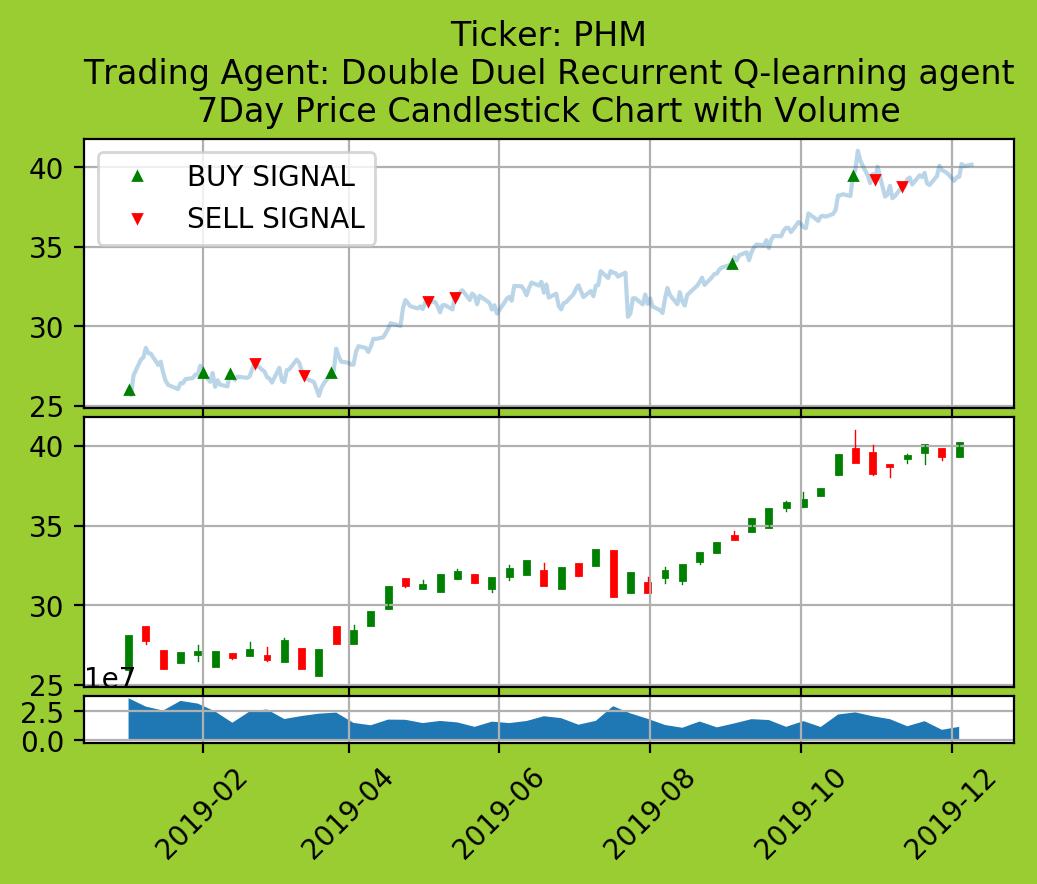 Ticker: PHM
Trading Agent: Double Duel Recurrent Q-learning agent
7Day Price Candlestick Chart with Volume
BUY SIGNAL
SELL SIGNAL
40
35
30
25
40
35
30
25
1e7
2.5
0.0
2019-02
2019-04
2019-06
2019-08
2019-10
2019-12